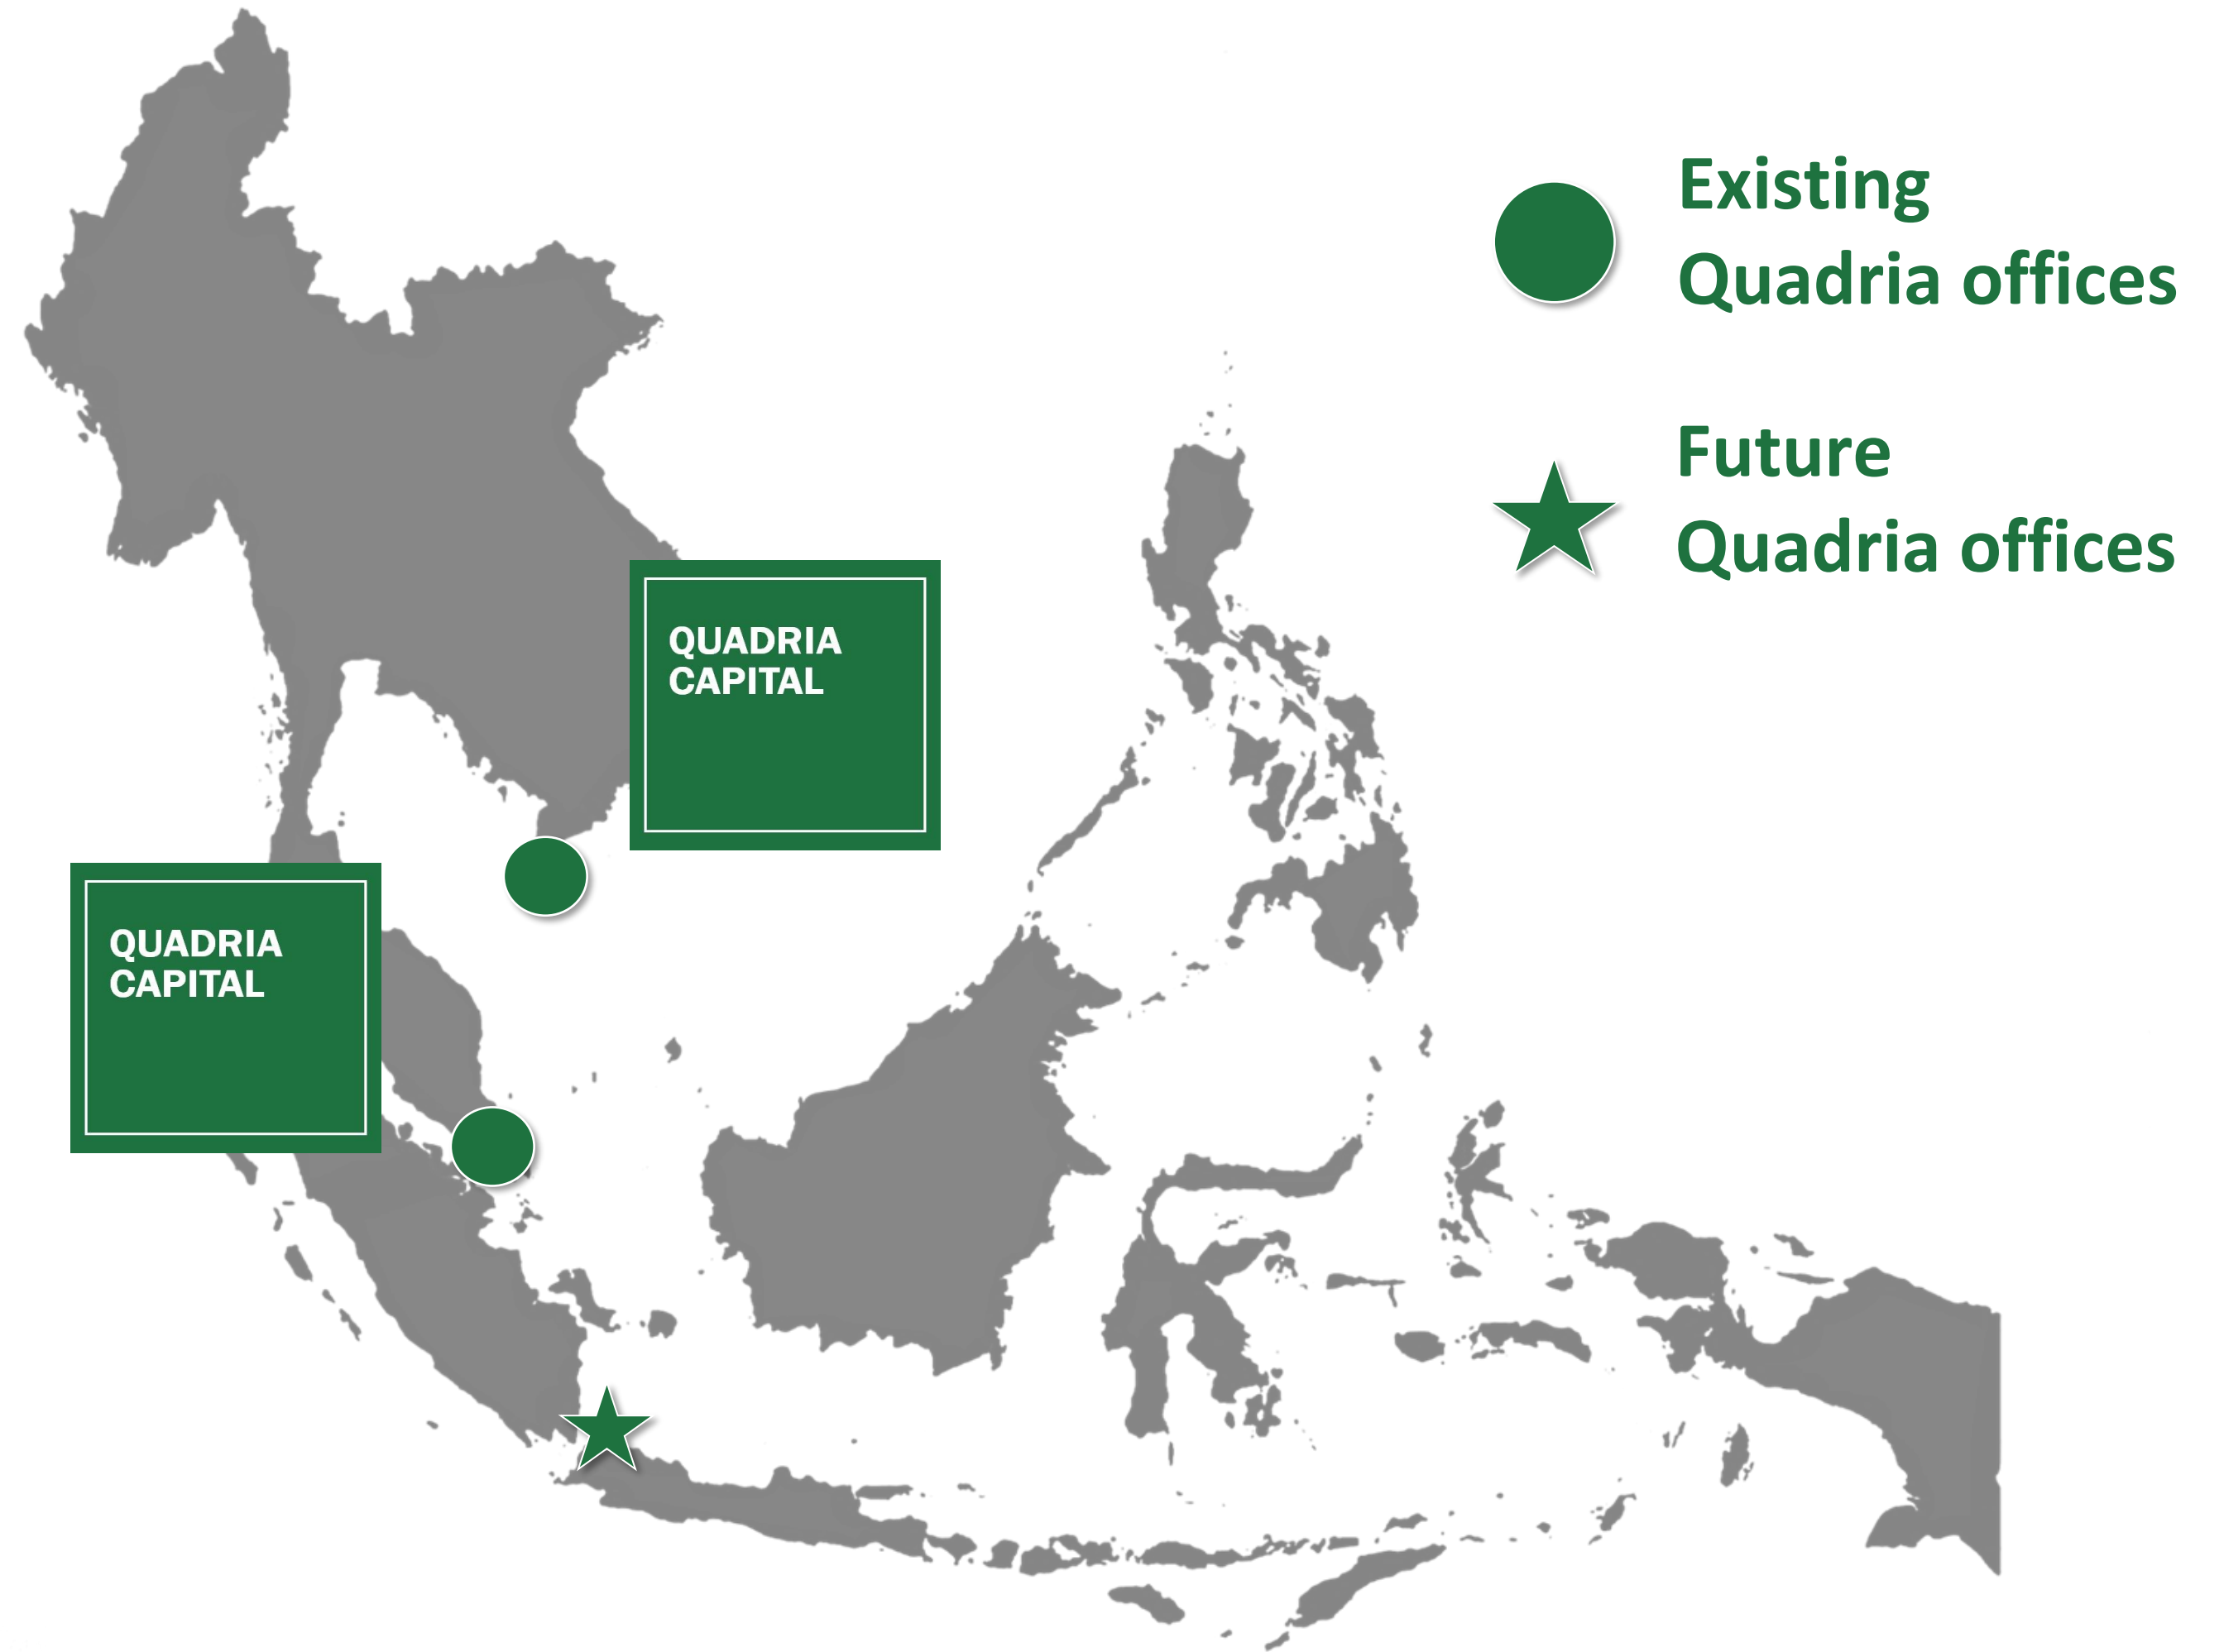 Existing
Quadria offices
Future
Quadria offices
QUADRIA
CAPITAL
QUADRIA
CAPITAL